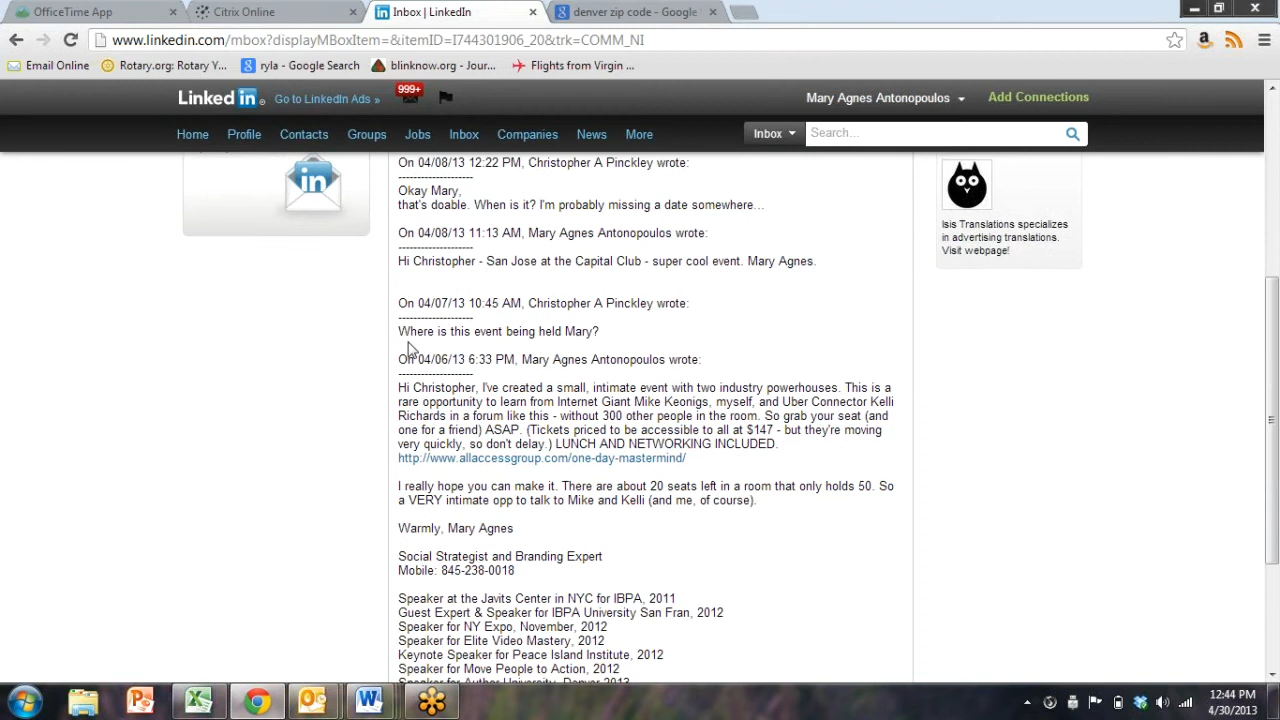 OfficeTime App
Citrix Online
Inbox | LinkedIn
denver zip code - Google
www.linkedin.com/mbox?displayMBoxItem=&itemID=I744301906_20&trk=COMM_NI
Email Online
Rotary.org: Rotary Y...
ryla - Google Search
blinknow.org - Jour...
Flights from Virgin ...
Linked in
Go to LinkedIn Ads »
999+
Mary Agnes Antonopoulos
Add Connections
Home Profile Contacts Groups Jobs Inbox Companies News More
Inbox
Search...
On 04/08/13 12:22 PM, Christopher A Pinckley wrote:
--------------------
Okay Mary,
that's doable. When is it? I'm probably missing a date somewhere...
On 04/08/13 11:13 AM, Mary Agnes Antonopoulos wrote:
--------------------
Hi Christopher - San Jose at the Capital Club - super cool event. Mary Agnes.
On 04/07/13 10:45 AM, Christopher A Pinckley wrote:
--------------------
Where is this event being held Mary?
On 04/06/13 6:33 PM, Mary Agnes Antonopoulos wrote:
--------------------
Hi Christopher, I've created a small, intimate event with two industry powerhouses. This is a
rare opportunity to learn from Internet Giant Mike Keonigs, myself, and Uber Connector Kelli
Richards in a forum like this - without 300 other people in the room. So grab your seat (and
one for a friend) ASAP. (Tickets priced to be accessible to all at $147 - but they're moving
very quickly, so don't delay.) LUNCH AND NETWORKING INCLUDED.
http://www.allaccessgroup.com/one-day-mastermind/
I really hope you can make it. There are about 20 seats left in a room that only holds 50. So
a VERY intimate opp to talk to Mike and Kelli (and me, of course).
Warmly, Mary Agnes
Social Strategist and Branding Expert
Mobile: 845-238-0018
Speaker at the Javits Center in NYC for IBPA, 2011
Guest Expert & Speaker for IBPA University San Fran, 2012
Speaker for NY Expo, November, 2012
Speaker for Elite Video Mastery, 2012
Keynote Speaker for Peace Island Institute, 2012
Speaker for Move People to Action, 2012
Speaker for Author University, Denver 2013
in
Isis Translations specializes
in advertising translations.
Visit webpage!
12:44 PM
4/30/2013